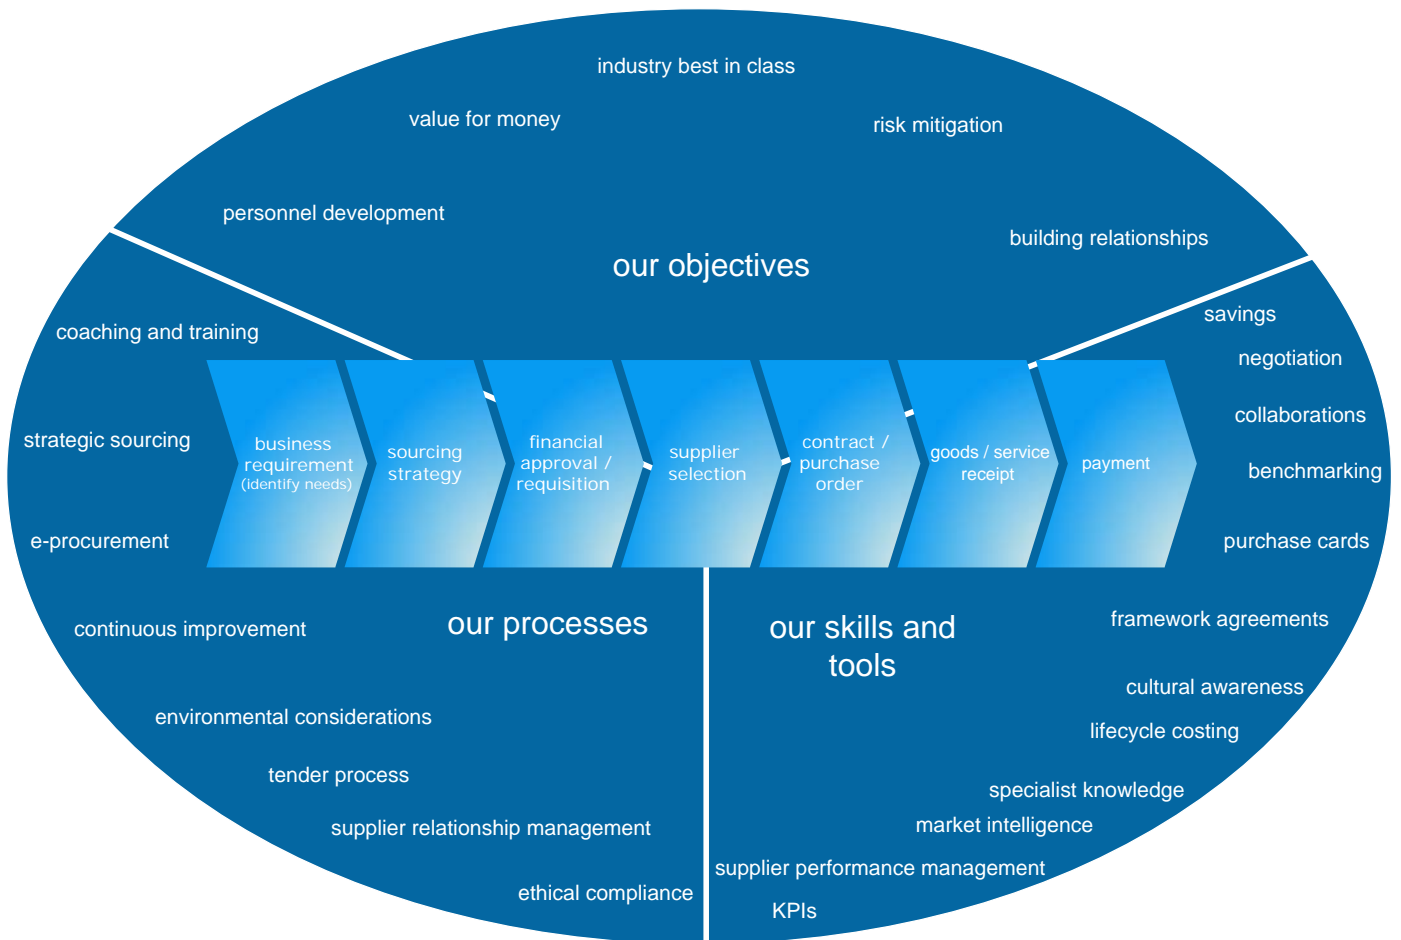 industry best in class
value for money
risk mitigation
personnel development
building relationships
our objectives
coaching and training
strategic sourcing
e-procurement
continuous improvement
environmental considerations
tender process
supplier relationship management
ethical compliance
our processes
business
requirement
(identify needs)
sourcing
strategy
financial
approval /
requisition
supplier
selection
contract /
purchase
order
goods / service
receipt
payment
our skills and
tools
savings
negotiation
collaborations
benchmarking
purchase cards
framework agreements
cultural awareness
lifecycle costing
specialist knowledge
market intelligence
supplier performance management
KPIs